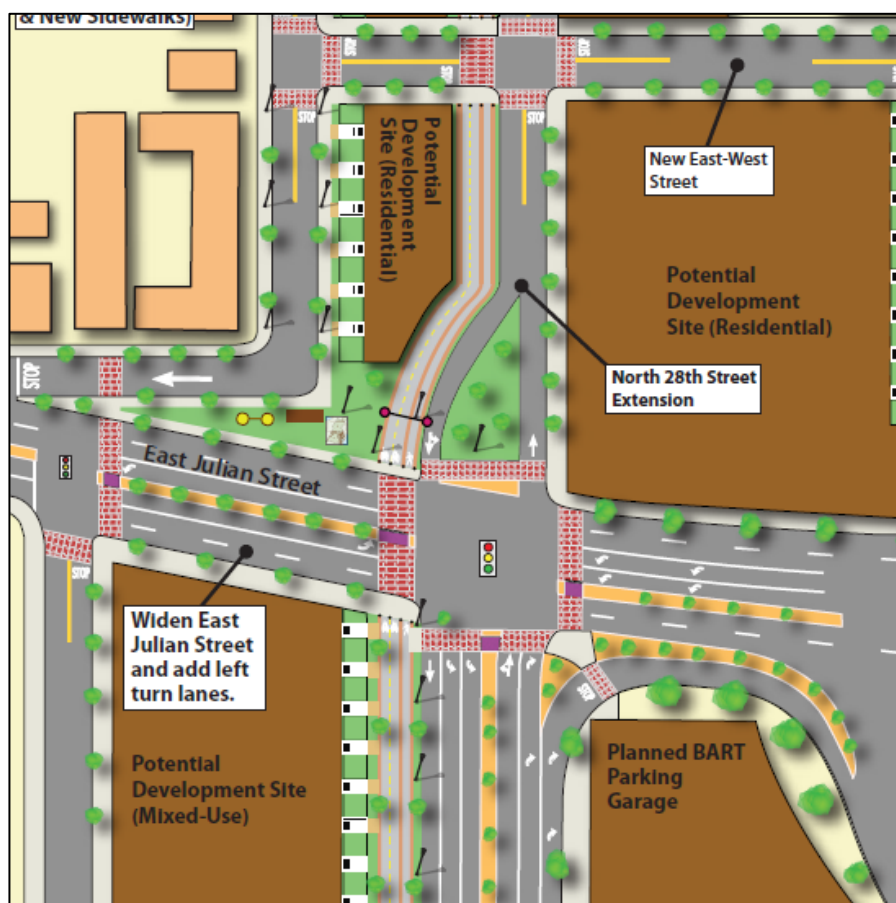 & New Sidewalks)
STOP
STOP
STOP
STOP
STOP
New East-West
Street
Potential
Development
Site (Residential)
Potential
Development
Site (Residential)
North 28th Street
Extension
STOP
East Julian Street
STOP
Widen East
Julian Street
and add left
turn lanes.
STOP
Potential
Development Site
(Mixed-Use)
Planned BART
Parking
Garage